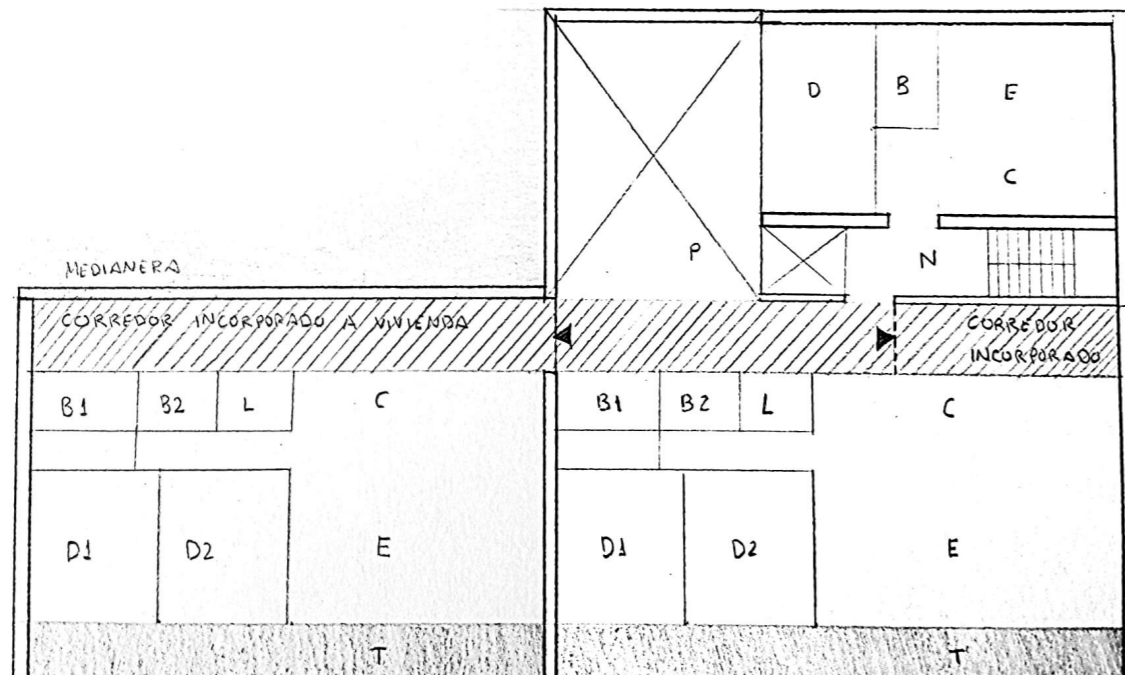 D
B
E
C
P
N
MEDIANERA
CORREDOR INCORPORADO A VIVIENDA
CORREDOR
INCORPORADO
B1
B2
L
C
B1
B2
L
C
D1
D2
E
D1
D2
E
T
T